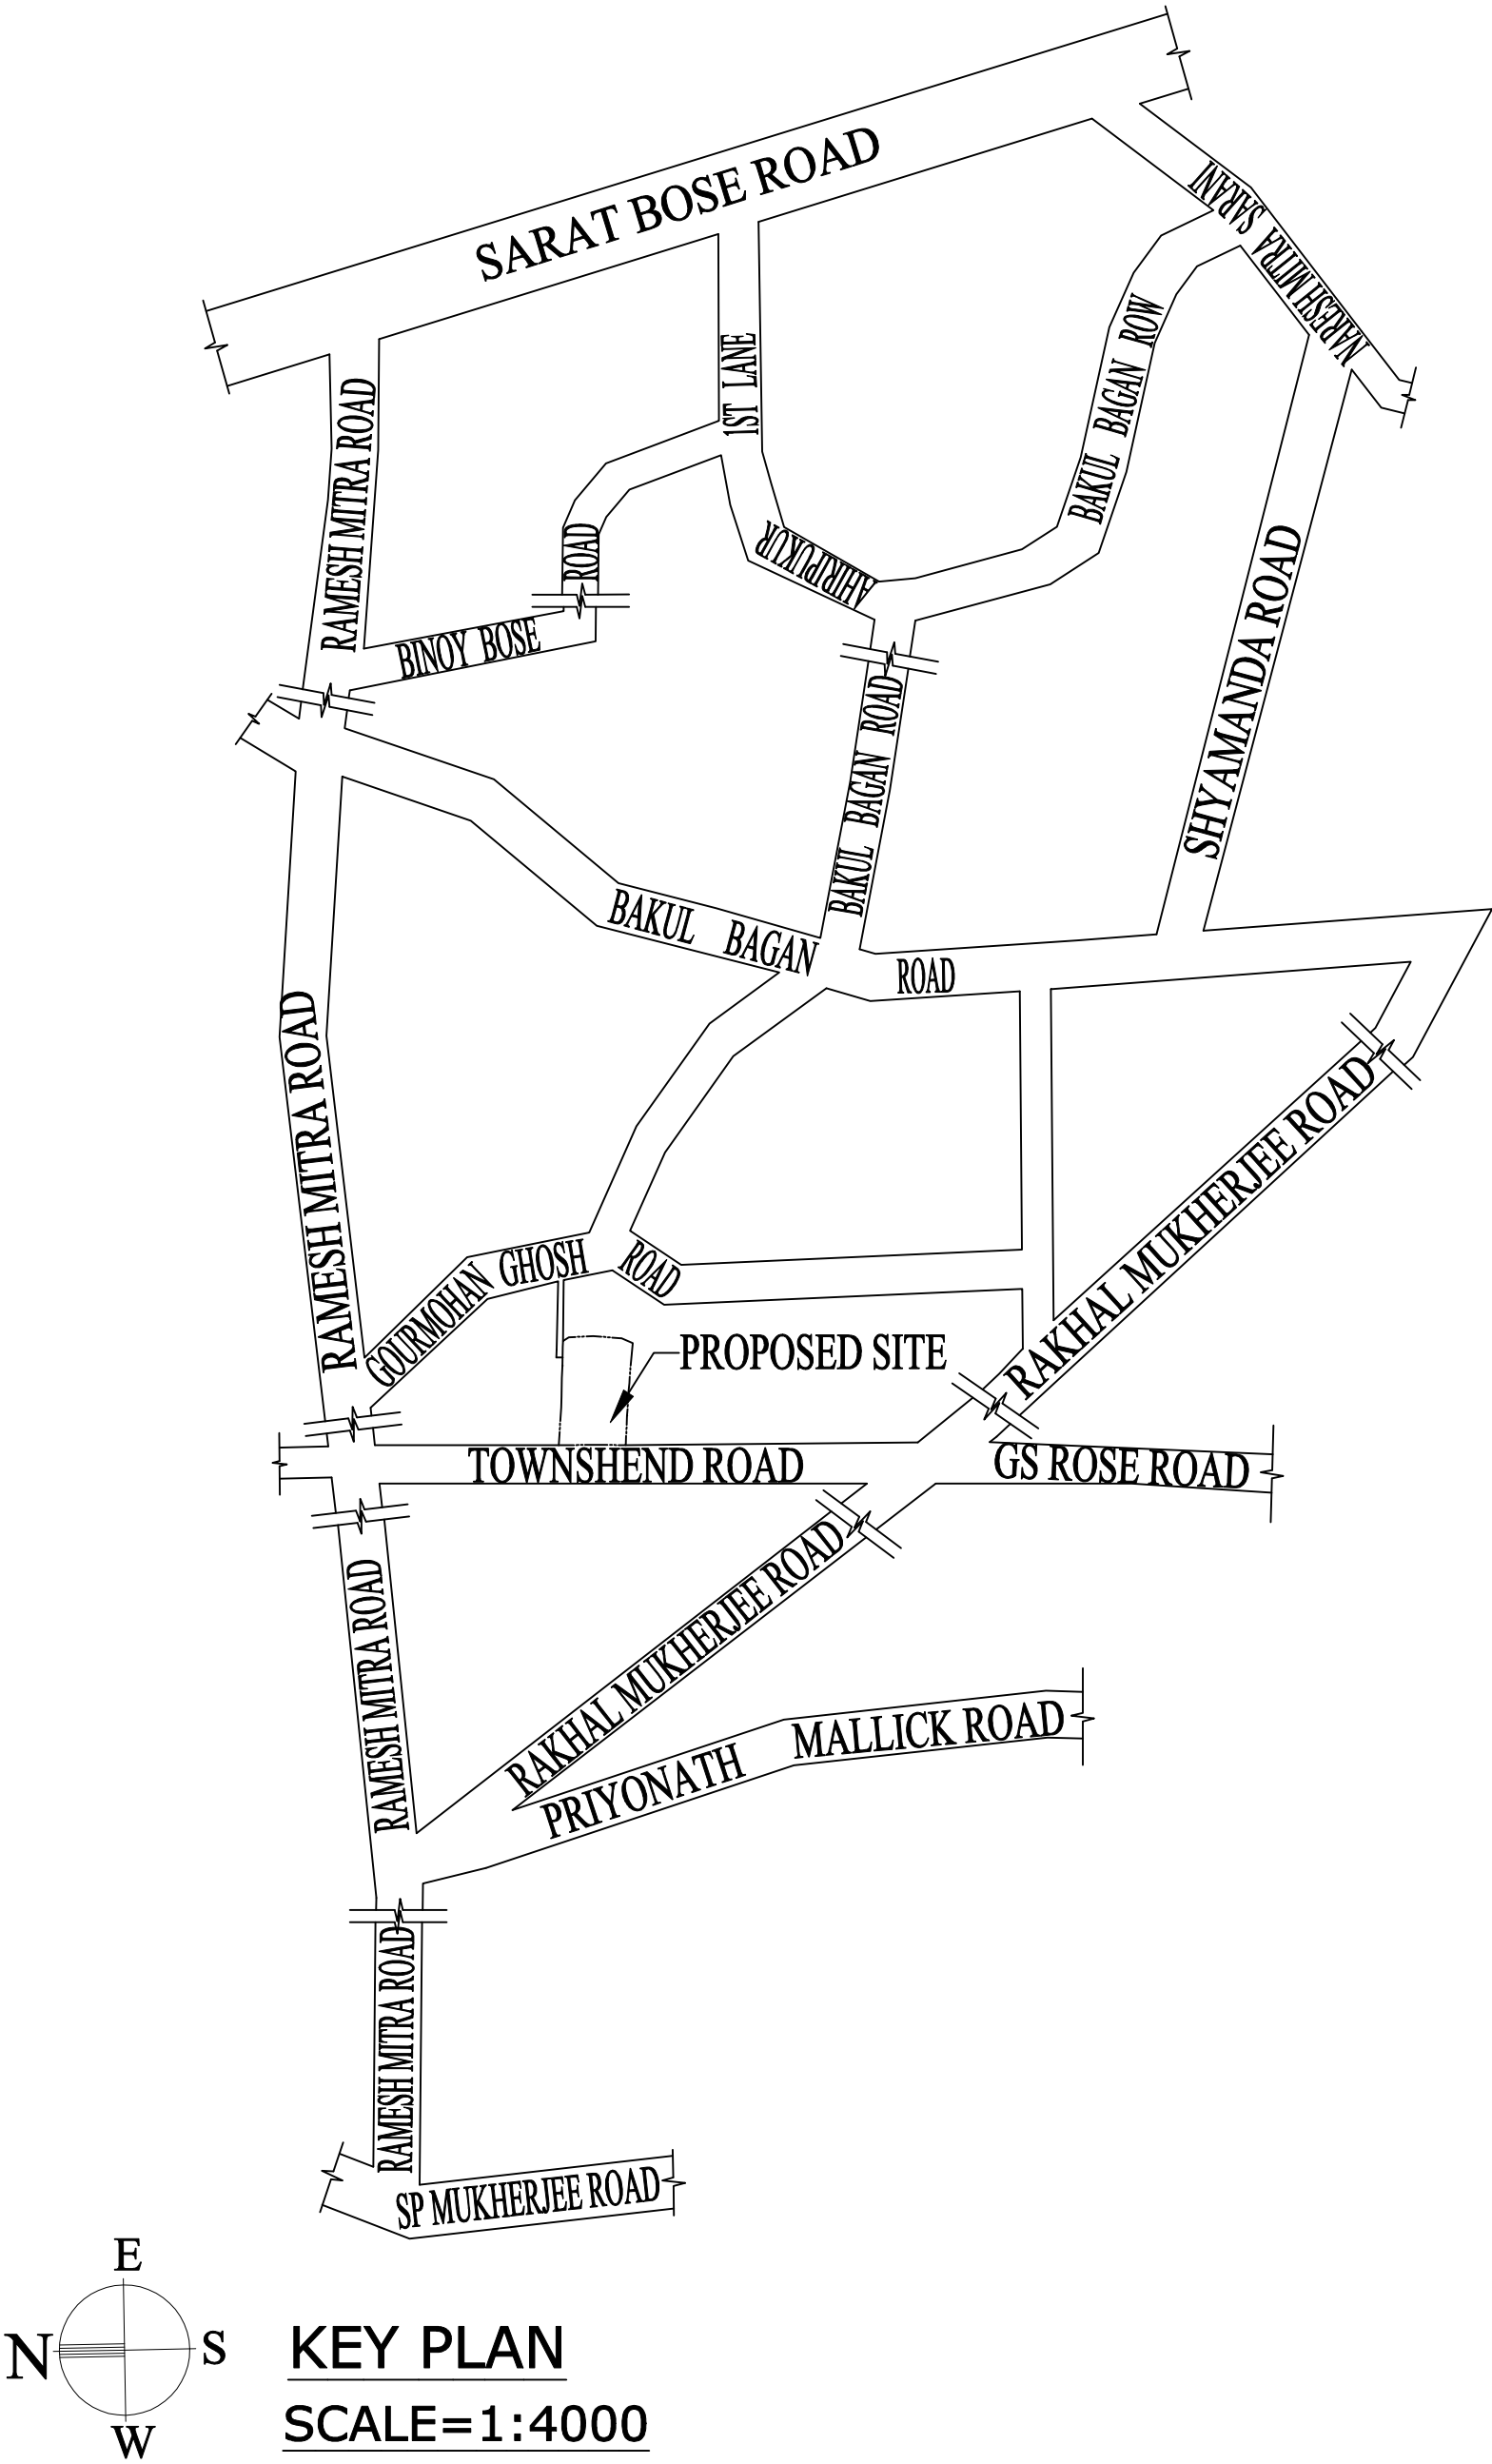 SARAT BOSE ROAD
NARESH MITRA SARANI
RAMESH MITRA ROAD
1ST LANE
BAKUL BAGAN ROW
ROAD
AHIRIPUKUR
BINOY BOSE
SHYAMANDA ROAD
BAKUL BAGAN ROAD
BAKUL BAGAN
ROAD
RAMESH MITRA ROAD
RAKHAL MUKHERJEE ROAD
GOURMOHAN GHOSH
ROAD
PROPOSED SITE
TOWNSHEND ROAD
GS ROSE ROAD
RAMESH MITRA ROAD
RAKHAL MUKHERJEE ROAD
PRIYONATH MALLICK ROAD
RAMESH MITRA ROAD
SP MUKHERJEE ROAD
E
N
S
W
KEY PLAN
SCALE=1:4000